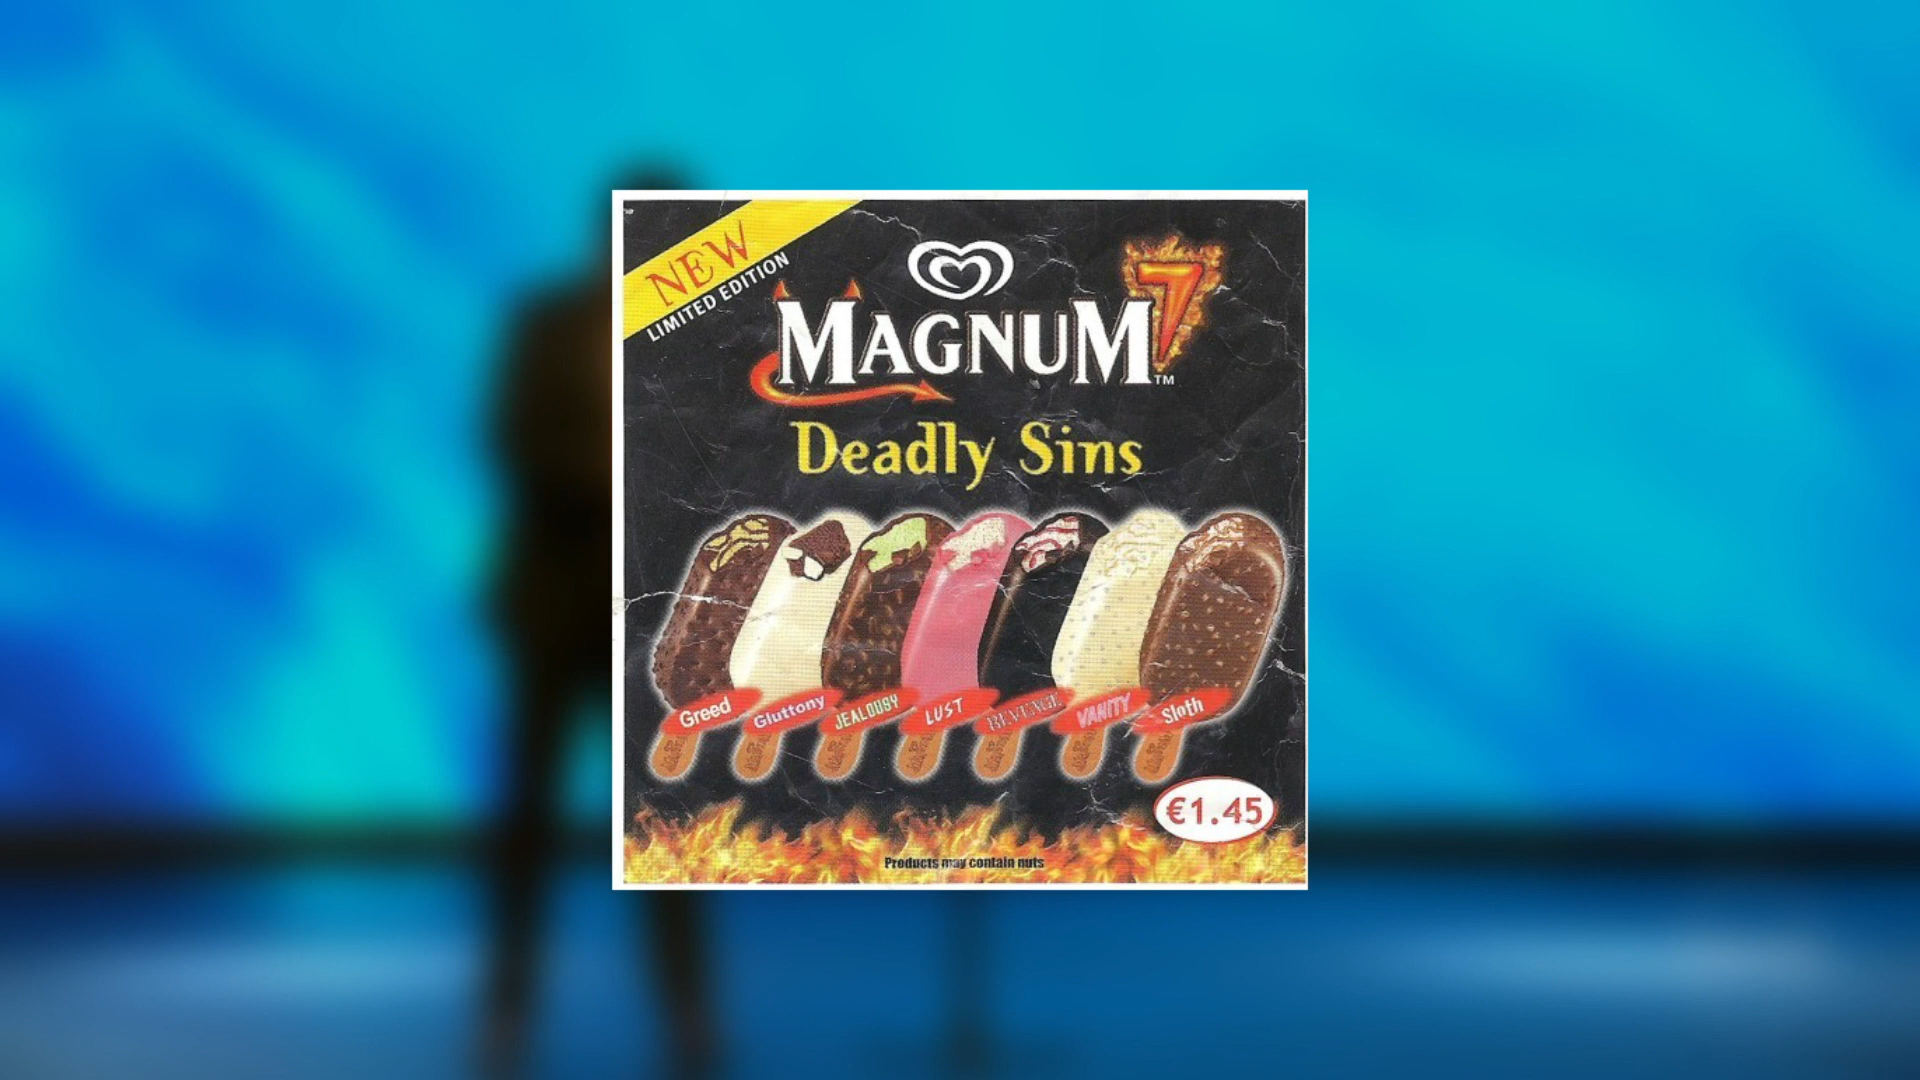 NEW
LIMITED EDITION
MAGNUM 7
TM
Deadly Sins
Greed
Gluttony
JEALOUSY
LUST
REVENGE
VANITY
Sloth
€1.45
Products may contain nuts